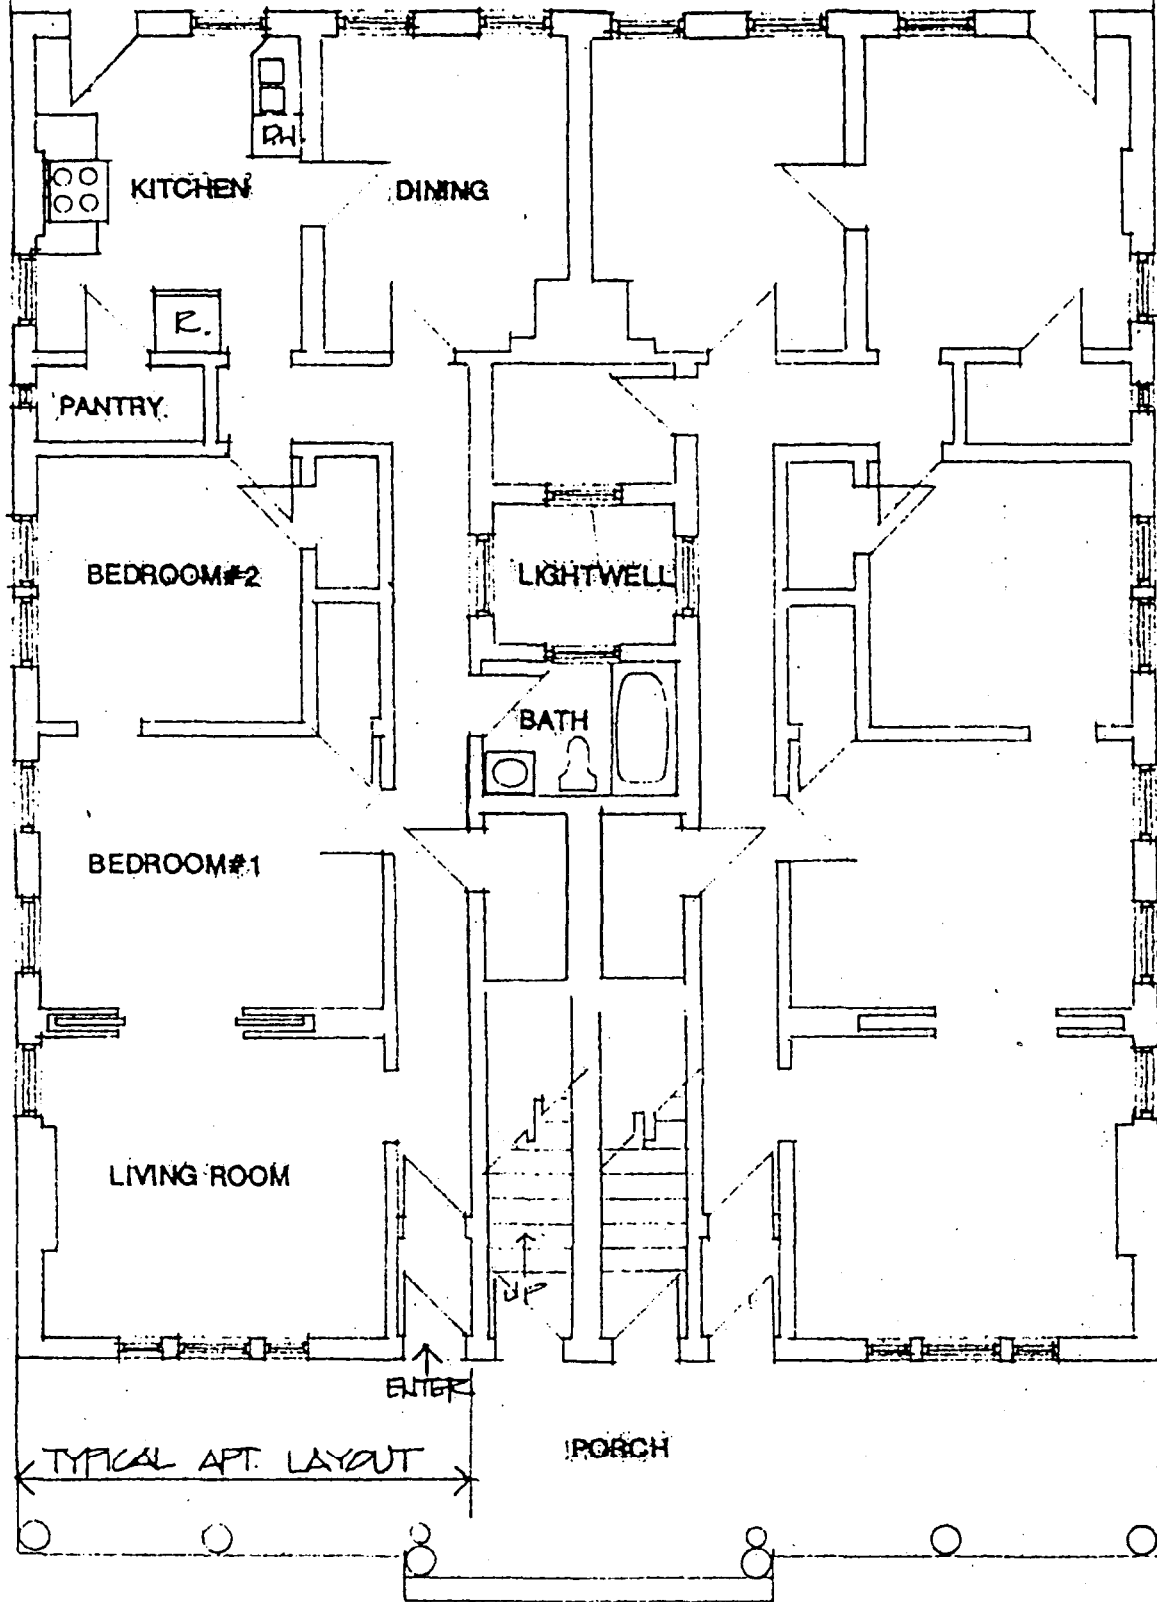 D.W.
KITCHEN
DINING
R.
PANTRY
BEDROOM#2
LIGHTWELL
BATH
BEDROOM#1
LIVING ROOM
UP
ENTER
PORCH
TYPICAL APT. LAYOUT